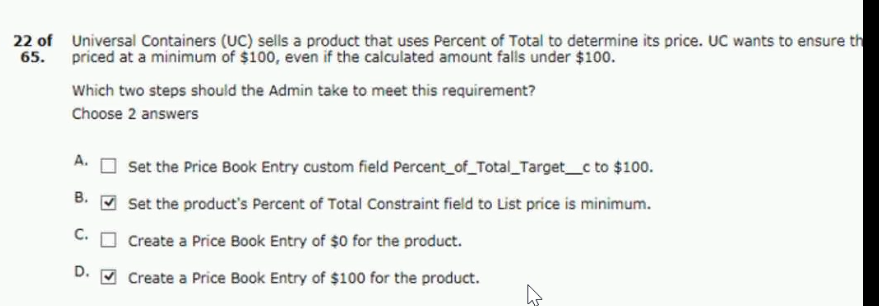 22 of Universal Containers (UC) sells a product that uses Percent of Total to determine its price. UC wants to ensure
65. priced at a minimum of $100, even if the calculated amount falls under $100.
Which two steps should the Admin take to meet this requirement?
Choose 2 answers
A. Set the Price Book Entry custom field Percent_of_Total_Target__c to $100.
B. Set the product's Percent of Total Constraint field to List price is minimum.
C. Create a Price Book Entry of $0 for the product.
D. Create a Price Book Entry of $100 for the product.